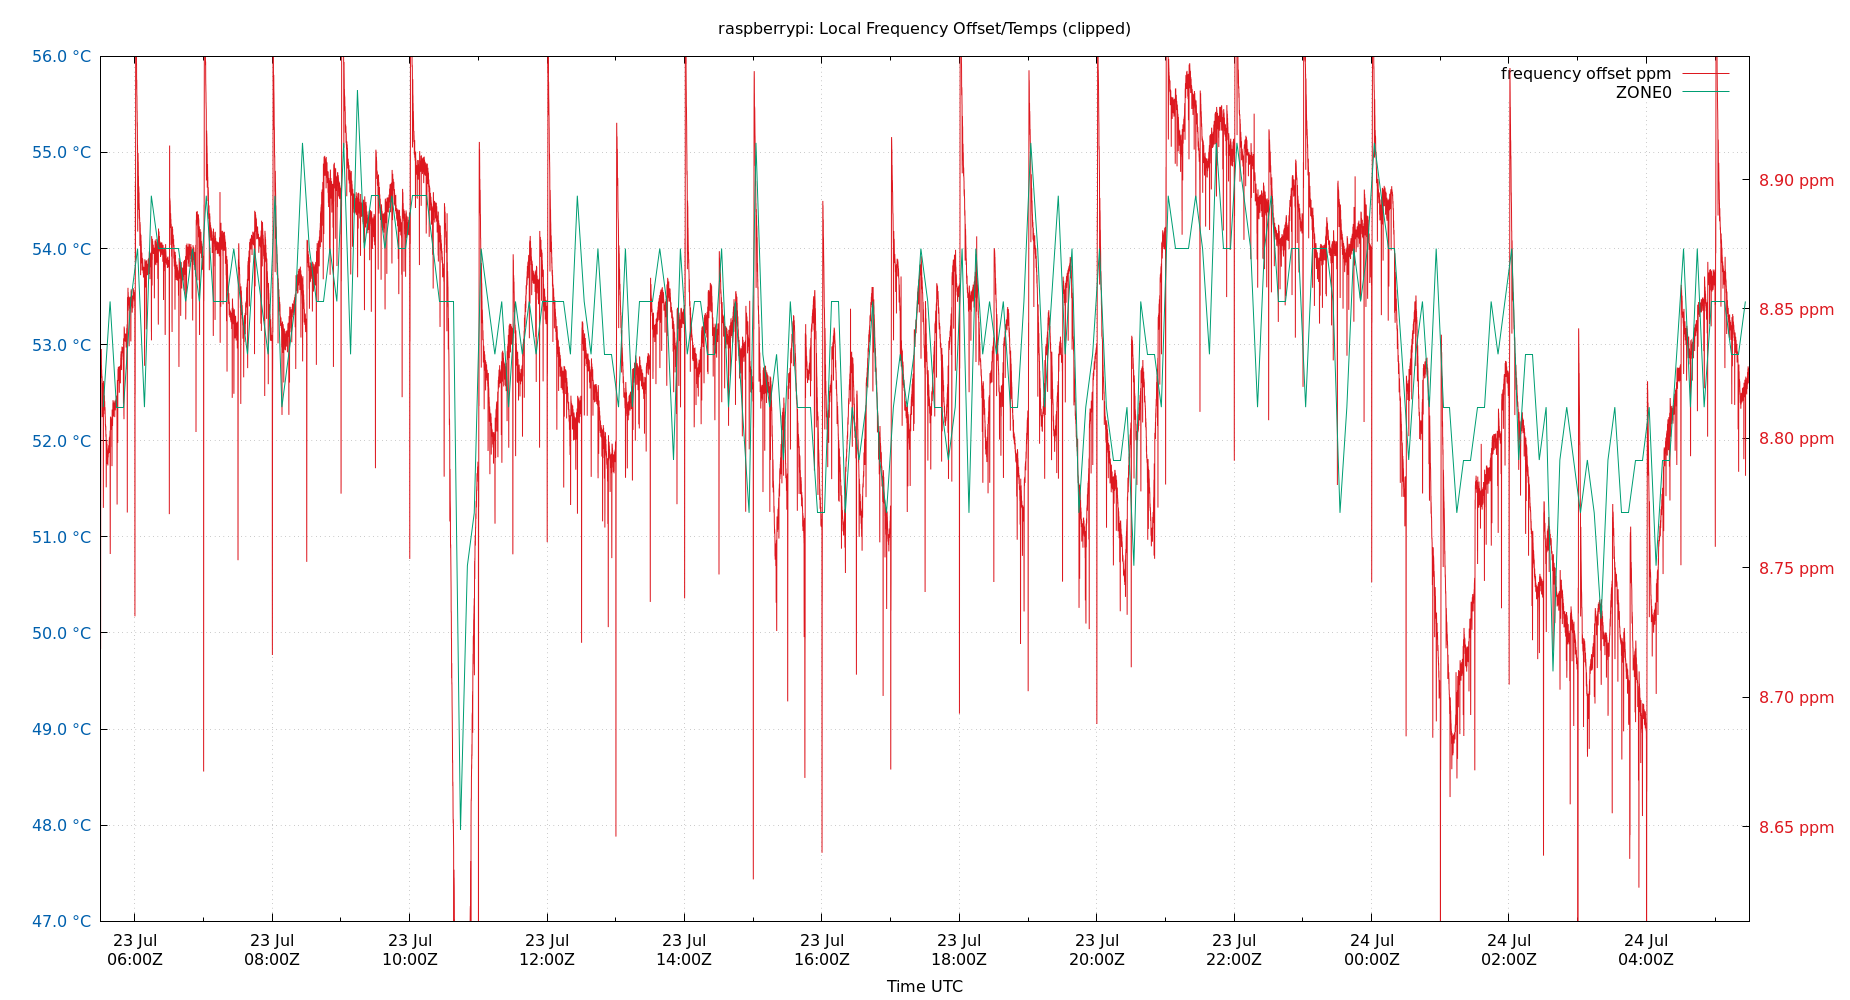 raspberrypi: Local Frequency Offset/Temps (clipped)
frequency offset ppm
ZONE0
56.0 °C
55.0 °C
54.0 °C
53.0 °C
52.0 °C
51.0 °C
50.0 °C
49.0 °C
48.0 °C
47.0 °C
8.90 ppm
8.85 ppm
8.80 ppm
8.75 ppm
8.70 ppm
8.65 ppm
23 Jul
06:00Z
23 Jul
08:00Z
23 Jul
10:00Z
23 Jul
12:00Z
23 Jul
14:00Z
23 Jul
16:00Z
23 Jul
18:00Z
23 Jul
20:00Z
23 Jul
22:00Z
24 Jul
00:00Z
24 Jul
02:00Z
24 Jul
04:00Z
Time UTC